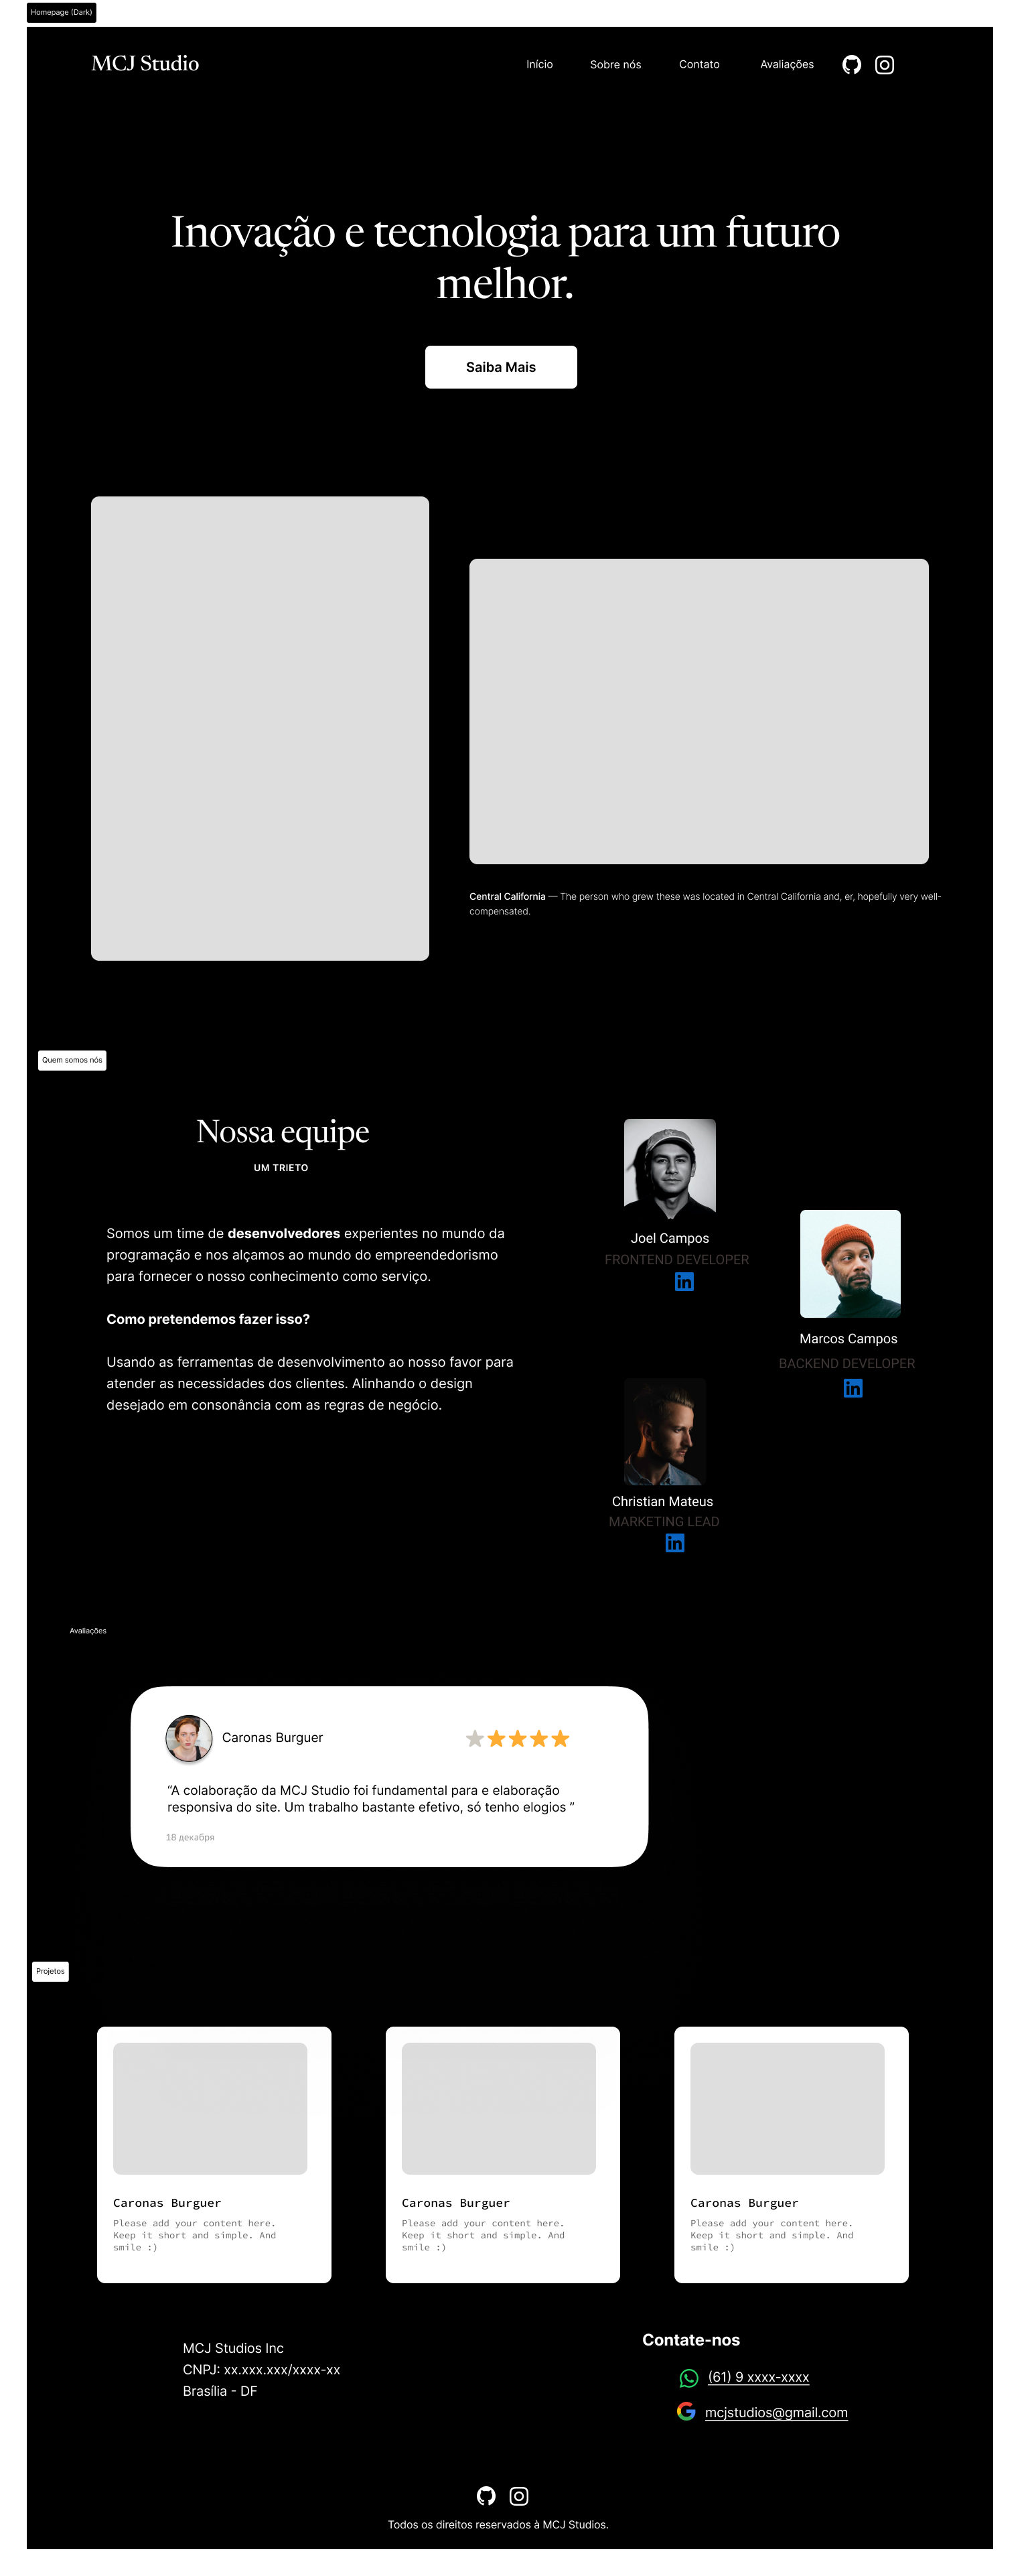 Homepage (Dark)
MCJ Studio
Início
Sobre nós
Contato
Avaliações
Inovação e tecnologia para um futuro
melhor.
Saiba Mais
Central California — The person who grew these was located in Central California and, er, hopefully very well-
compensated.
Quem somos nós
Nossa equipe
UM TRIETO
Somos um time de desenvolvedores experientes no mundo da
programação e nos alçamos ao mundo do empreendedorismo
para fornecer o nosso conhecimento como serviço.
Como pretendemos fazer isso?
Usando as ferramentas de desenvolvimento ao nosso favor para
atender as necessidades dos clientes. Alinhando o design
desejado em consonância com as regras de negócio.
Joel Campos
FRONTEND DEVELOPER
Marcos Campos
BACKEND DEVELOPER
Christian Mateus
MARKETING LEAD
Avaliações
Caronas Burguer
“A colaboração da MCJ Studio foi fundamental para e elaboração
responsiva do site. Um trabalho bastante efetivo, só tenho elogios ”
18 декабря
Projetos
Caronas Burguer
Please add your content here.
Keep it short and simple. And
smile :)
Caronas Burguer
Please add your content here.
Keep it short and simple. And
smile :)
Caronas Burguer
Please add your content here.
Keep it short and simple. And
smile :)
MCJ Studios Inc
CNPJ: xx.xxx.xxx/xxxx-xx
Brasília - DF
Contate-nos
(61) 9 xxxx-xxxx
mcjstudios@gmail.com
Todos os direitos reservados à MCJ Studios.